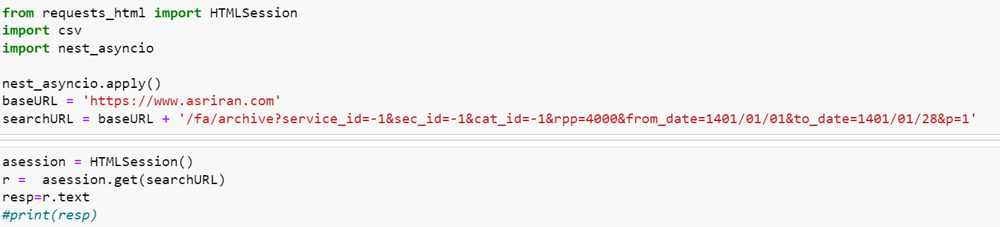 from requests_html import HTMLSession
import csv
import nest_asyncio
nest_asyncio.apply()
baseURL = 'https://www.asriran.com'
searchURL = baseURL + '/fa/archive?service_id=-1&sec_id=-1&cat_id=-1&rpp=4000&from_date=1401/01/01&to_date=1401/01/28&p=1'
asession = HTMLSession()
r =  asession.get(searchURL)
resp=r.text
#print(resp)